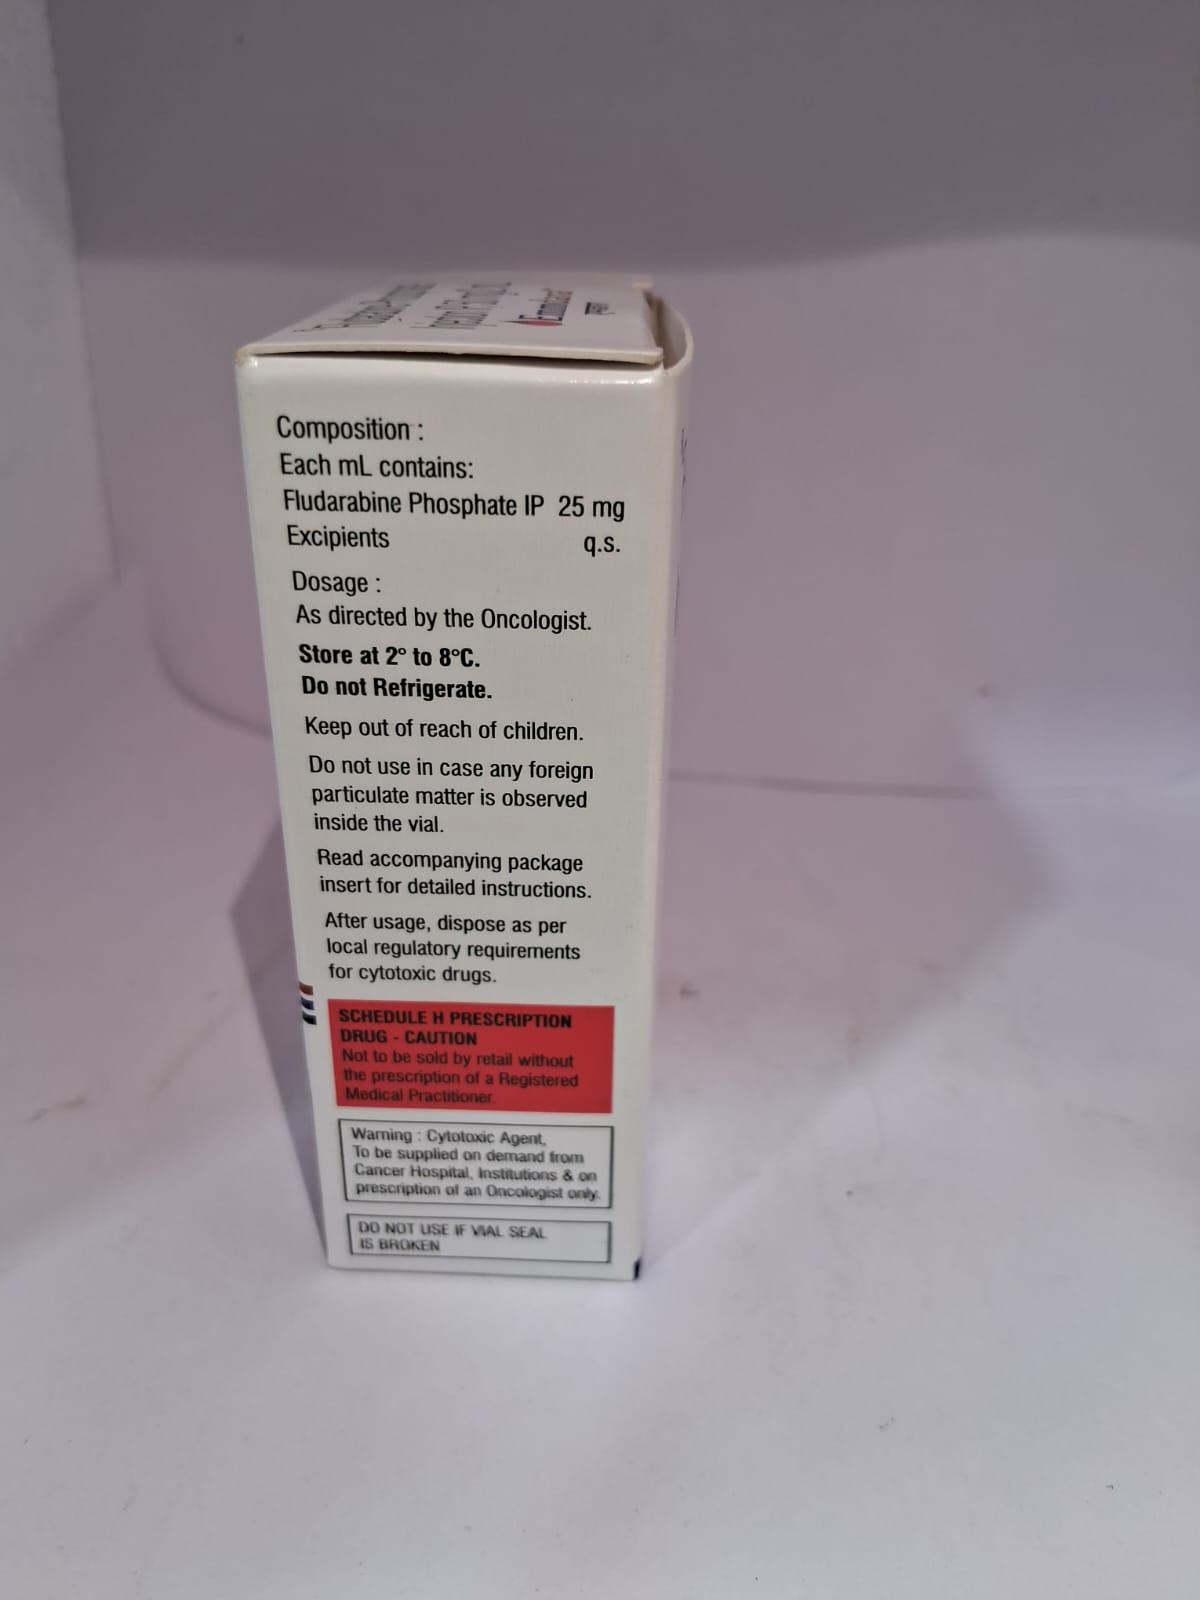 Composition :
Each mL contains:
Fludarabine Phosphate IP 25 mg
Excipients q.s.
Dosage :
As directed by the Oncologist.
Store at 2° to 8°C.
Do not Refrigerate.
Keep out of reach of children.
Do not use in case any foreign
particulate matter is observed
inside the vial.
Read accompanying package
insert for detailed instructions.
After usage, dispose as per
local regulatory requirements
for cytotoxic drugs.
SCHEDULE H PRESCRIPTION
DRUG - CAUTION
Not to be sold by retail without
the prescription of a Registered
Medical Practitioner.
Warning : Cytotoxic Agent,
To be supplied on demand from
Cancer Hospital, Institutions & on
prescription of an Oncologist only.
DO NOT USE IF VIAL SEAL
IS BROKEN